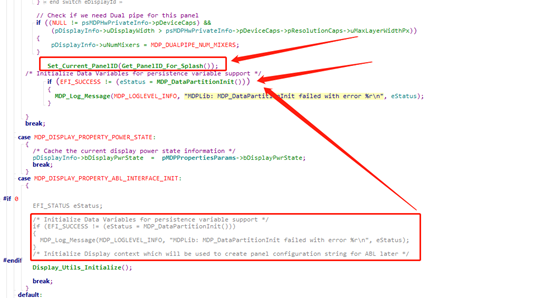 } « end switch eDisplayId »
// Check if we need Dual pipe for this panel
if ((NULL != psMDPHwPrivateInfo->pDeviceCaps) &&
(pDisplayInfo->uDisplayWidth > psMDPHwPrivateInfo->pDeviceCaps->pResolutionCaps->uMaxLayerWidthPx))
{
pDisplayInfo->uNumMixers = MDP_DUALPIPE_NUM_MIXERS;
}
Set_Current_PanelID(Get_PanelID_For_Splash());
/* Initialize Data Variables for persistence variable support */
if (EFI_SUCCESS != (eStatus = MDP_DataPartitionInit()))
{
MDP_Log_Message(MDP_LOGLEVEL_INFO, "MDPLib: MDP_DataPartitionInit failed with error %r\n", eStatus);
}
}
break;
case MDP_DISPLAY_PROPERTY_POWER_STATE:
{
/* Cache the current display power state information */
pDisplayInfo->bDisplayPwrState = pMDPPropertiesParams->bDisplayPwrState;
break;
}
case MDP_DISPLAY_PROPERTY_ABL_INTERFACE_INIT:
{
#if 0
EFI_STATUS eStatus;
/* Initialize Data Variables for persistence variable support */
if (EFI_SUCCESS != (eStatus = MDP_DataPartitionInit()))
{
MDP_Log_Message(MDP_LOGLEVEL_INFO, "MDPLib: MDP_DataPartitionInit failed with error %r\n", eStatus);
}
/* Initialize Display context which will be used to create panel configuration string for ABL later */
#endif
Display_Utils_Initialize();
break;
}
default: